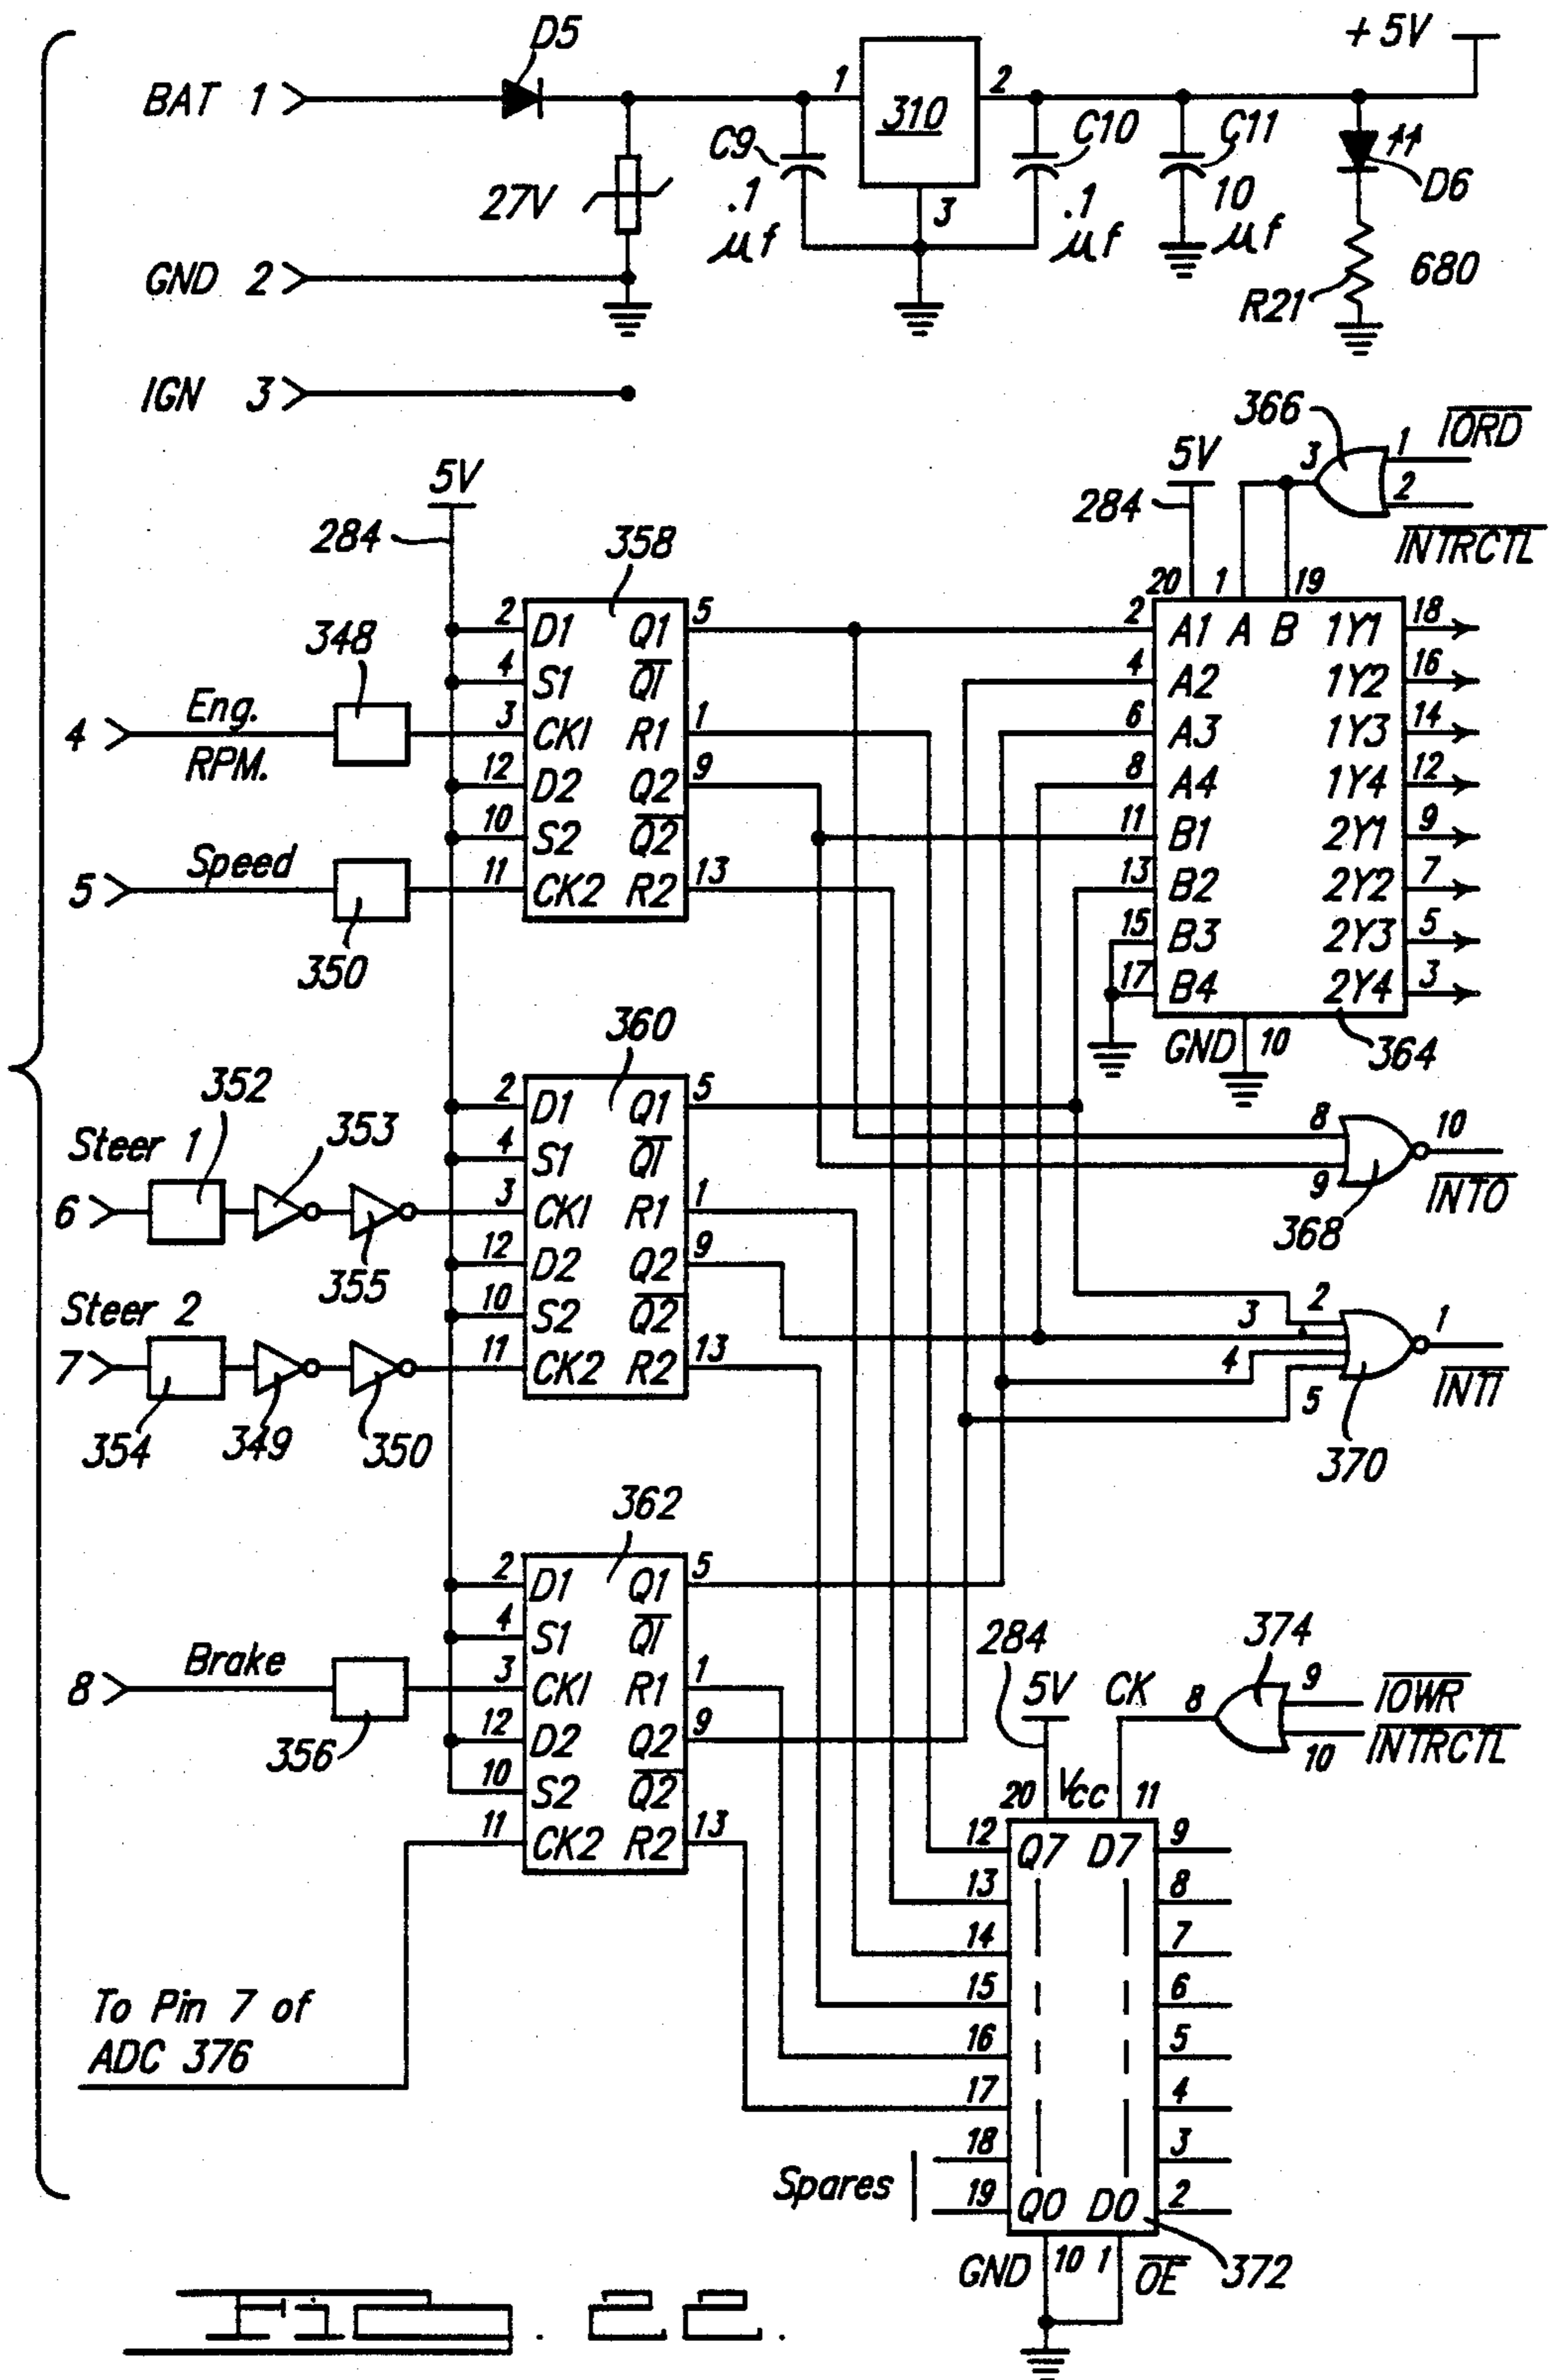 D5
+5V
BAT 1
1
310
2
C9
.1
μf
C10
.1
μf
C11
10
μf
D6
27V
3
GND 2
R21
680
IGN 3
366
3
1
IORD
2
INTRCTL
5V
284
5V
284
358
20 1 19
348
2 D1 Q1 5
4 S1 Q1
3 CK1 R1 1
12 D2 Q2 9
10 S2 Q2
11 CK2 R2 13
4 Eng.
RPM.
5 Speed
350
2 A1 A B 1Y1 18
4 A2 1Y2 16
6 A3 1Y3 14
8 A4 1Y4 12
11 B1 2Y1 9
13 B2 2Y2 7
15 B3 2Y3 5
17 B4 2Y4 3
GND 10
364
360
352
353
Steer 1
6
355
2 D1 Q1 5
4 S1 Q1
3 CK1 R1 1
12 D2 Q2 9
10 S2 Q2
11 CK2 R2 13
8
9
10
INTO
368
Steer 2
7
354
349
350
2
3
4
5
1
INTI
370
362
2 D1 Q1 5
4 S1 Q1
3 CK1 R1 1
12 D2 Q2 9
10 S2 Q2
11 CK2 R2 13
8 Brake
356
284
5V
CK
374
8
9 IOWR
10 INTRCTL
20 Vcc 11
12 Q7 D7 9
13 8
14 7
15 6
16 5
17 4
18 3
19 Q0 D0 2
Spares
To Pin 7 of
ADC 376
GND 10 1 OE
372